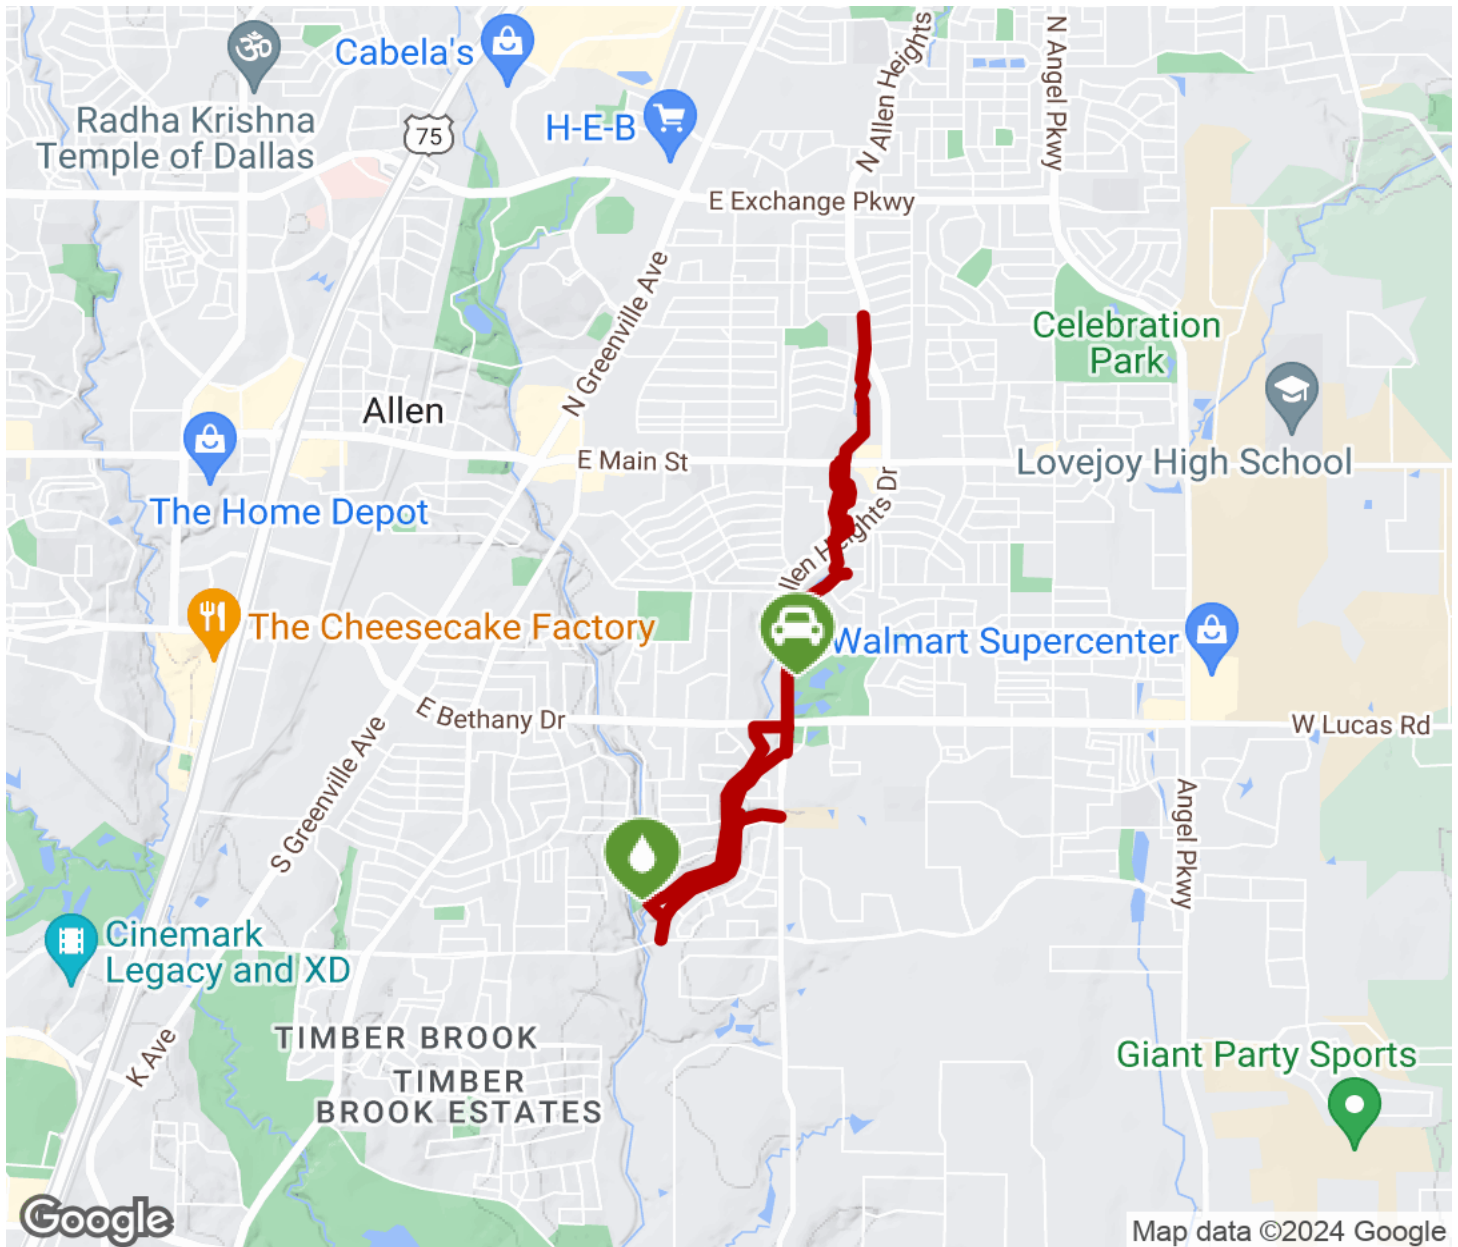 Cabela's
N Allen Heights
N Angel Pkwy
Radha Krishna
Temple of Dallas
75
H-E-B
E Exchange Pkwy
N Greenville Ave
Celebration
Park
Allen
E Main St
Lovejoy High School
The Home Depot
llen Heights Dr
The Cheesecake Factory
Walmart Supercenter
E Bethany Dr
W Lucas Rd
S Greenville Ave
Angel Pkwy
Cinemark
Legacy and XD
TIMBER BROOK
K Ave
TIMBER
BROOK ESTATES
Giant Party Sports
Google
Map data ©2024 Google